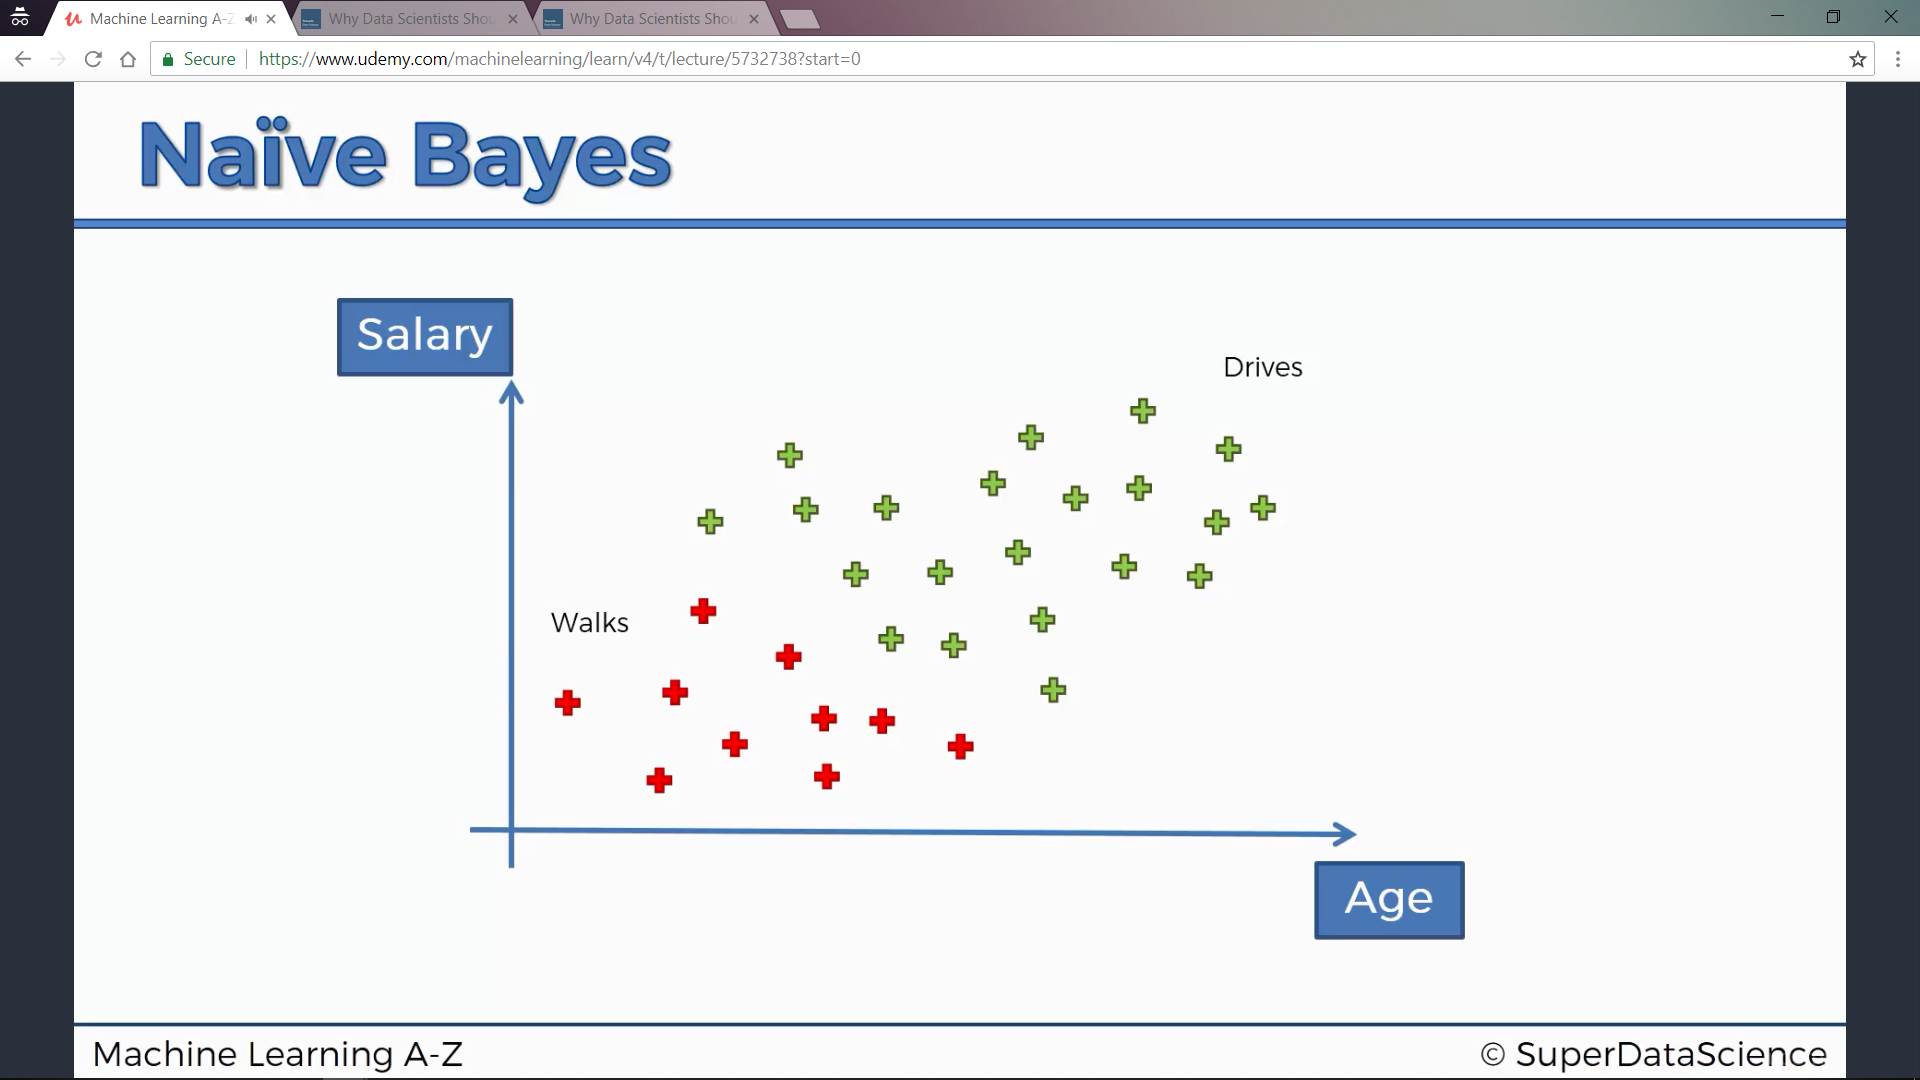 Machine Learning A-Z
Why Data Scientists Shou
Why Data Scientists Shou
Secure
https://www.udemy.com/machinelearning/learn/v4/t/lecture/5732738?start=0
Naïve Bayes
Salary
Drives
Walks
Age
Machine Learning A-Z
© SuperDataScience